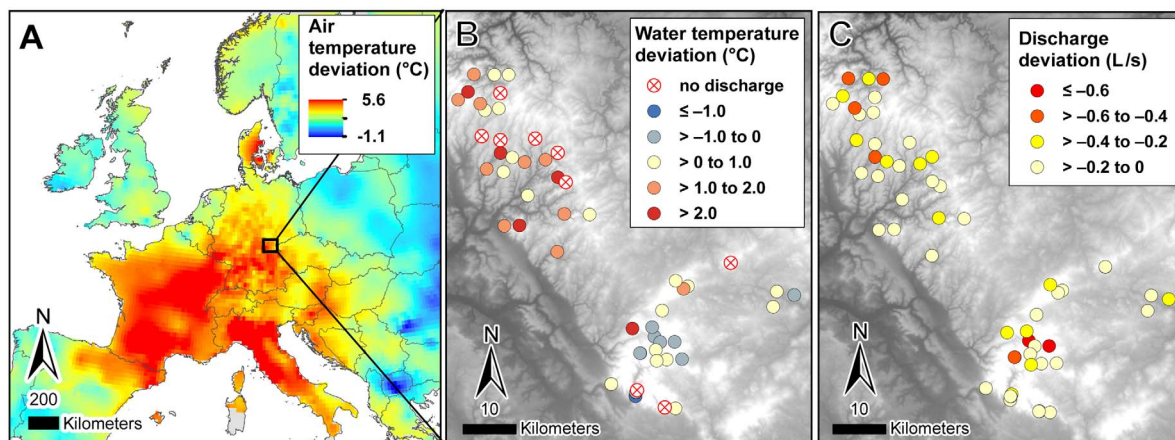 A
Air
temperature
deviation (°C)
5.6
-1.1
N
200
Kilometers
B
Water temperature
deviation (°C)
no discharge
≤ –1.0
> –1.0 to 0
> 0 to 1.0
> 1.0 to 2.0
> 2.0
N
10
Kilometers
C
Discharge
deviation (L/s)
≤ –0.6
> –0.6 to –0.4
> –0.4 to –0.2
> –0.2 to 0
N
10
Kilometers